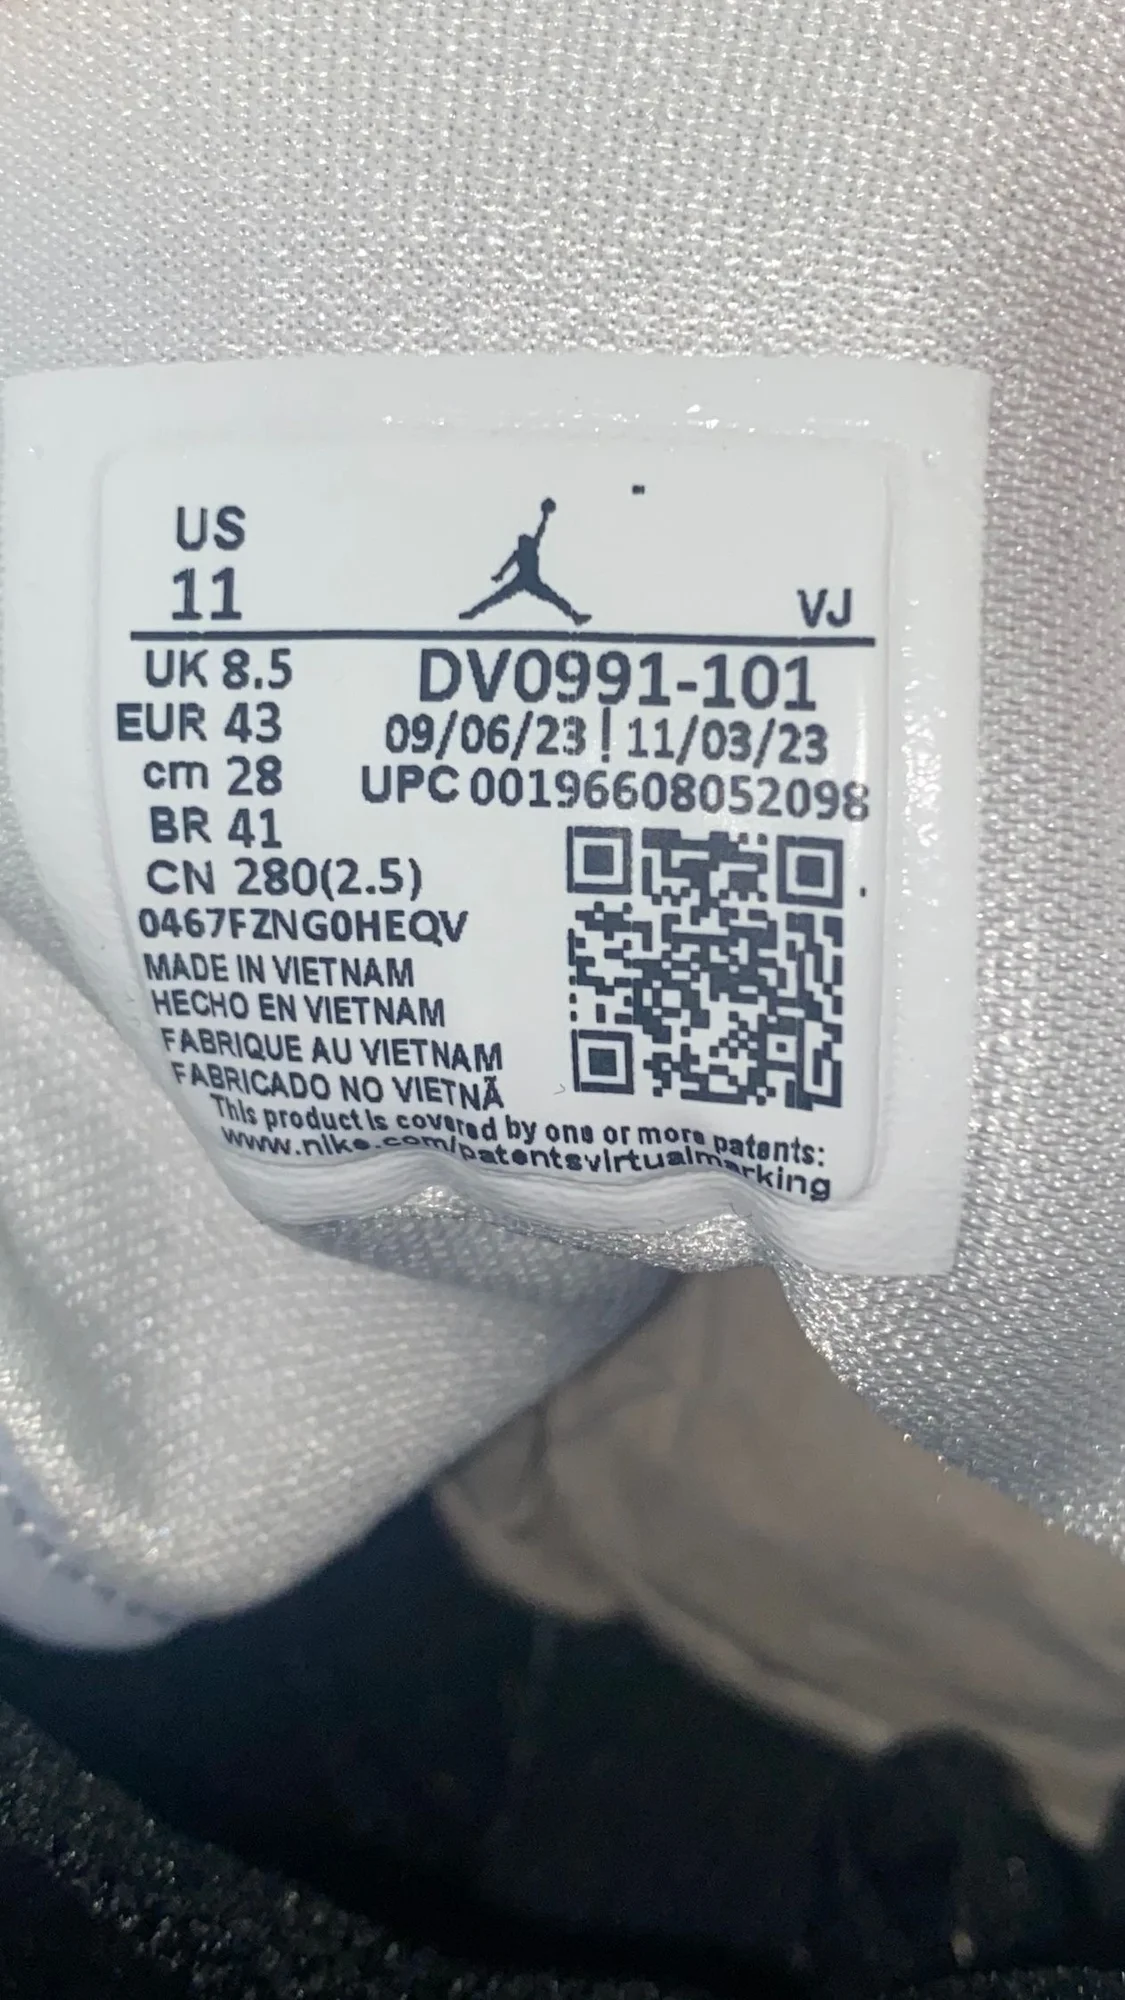 US
11
VJ
UK 8.5
DV0991-101
EUR 43
09/06/23 | 11/03/23
cm 28
UPC 00196608052098
BR 41
CN 280(2.5)
0467FZNG0HEQV
MADE IN VIETNAM
HECHO EN VIETNAM
FABRIQUE AU VIETNAM
FABRICADO NO VIETNÃ
This product is covered by one or more patents:
www.nike.com/patentsvirtualmarking